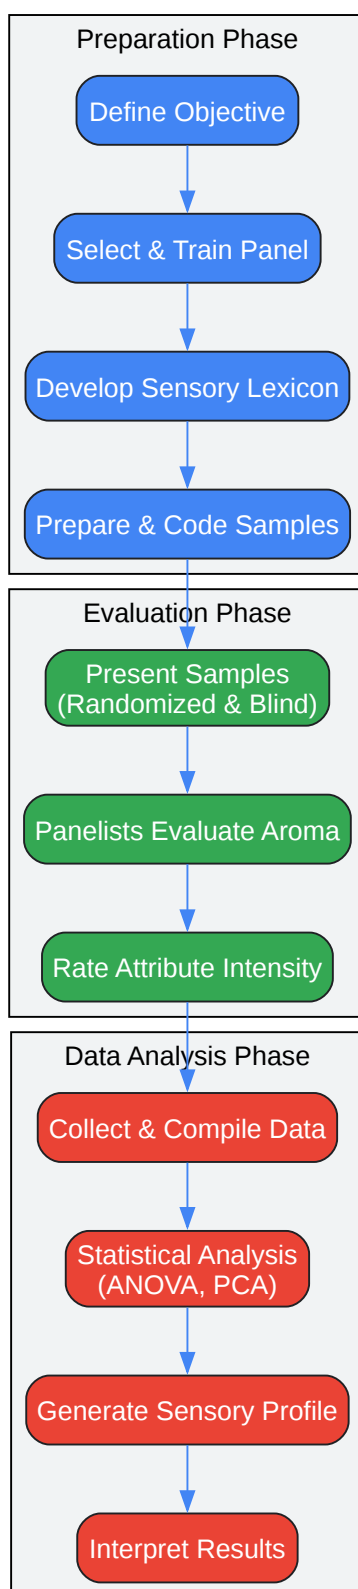 Preparation Phase
Define Objective
Select & Train Panel
Develop Sensory Lexicon
Prepare & Code Samples
Evaluation Phase
Present Samples
(Randomized & Blind)
Panelists Evaluate Aroma
Rate Attribute Intensity
Data Analysis Phase
Collect & Compile Data
Statistical Analysis
(ANOVA, PCA)
Generate Sensory Profile
Interpret Results